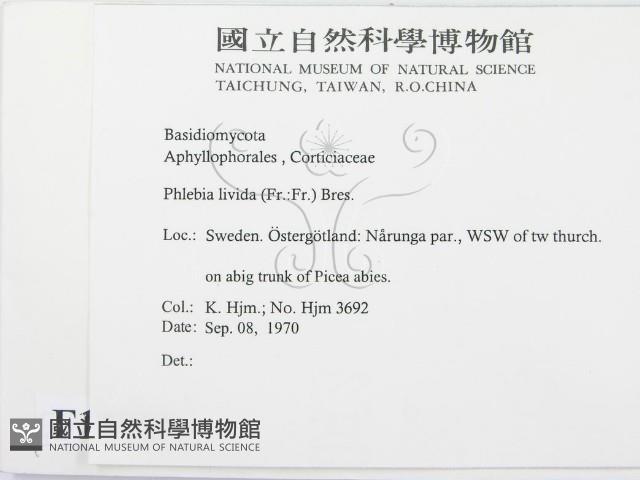 國立自然科學博物館
NATIONAL MUSEUM OF NATURAL SCIENCE
TAICHUNG, TAIWAN, R.O.CHINA
Basidiomycota
Aphyllophorales , Corticiaceae
Phlebia livida (Fr.:Fr.) Bres.
Loc.: Sweden. Östergötland: Nårunga par., WSW of tw thurch.
on abig trunk of Picea abies.
Col.: K. Hjm.; No. Hjm 3692
Date: Sep. 08, 1970
Det.:
國立自然科學博物館
NATIONAL MUSEUM OF NATURAL SCIENCE